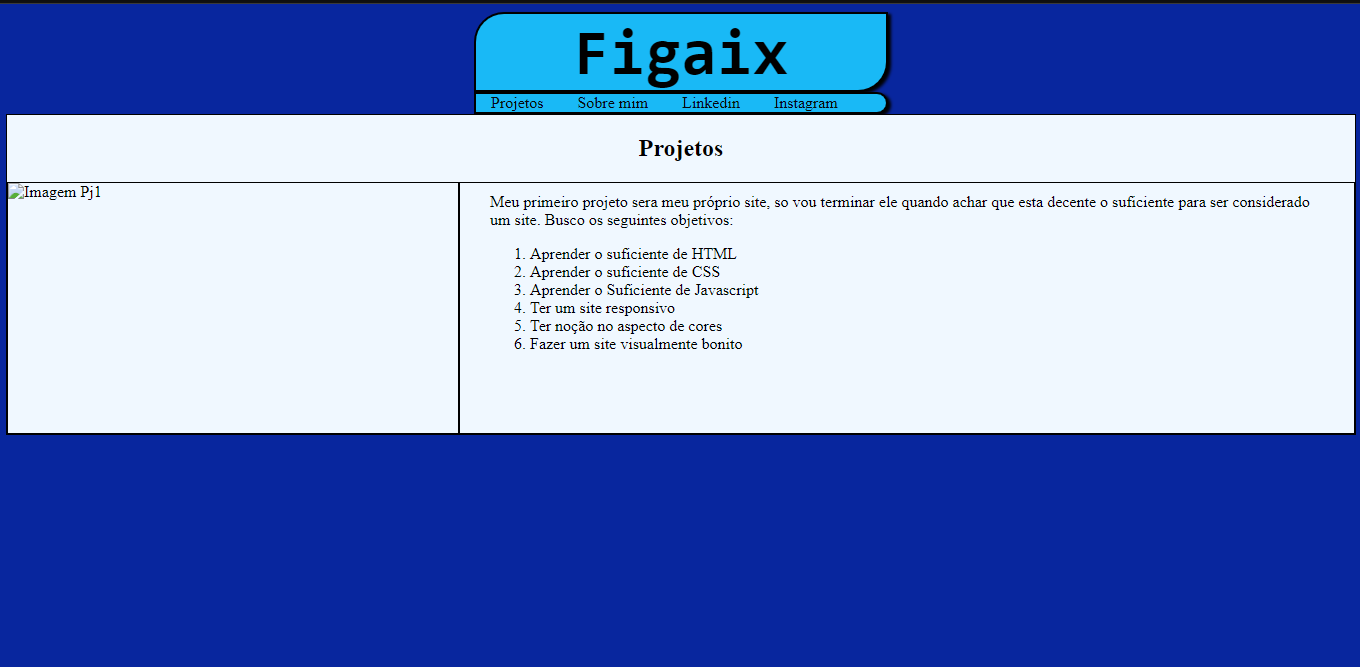 Figaix
Projetos Sobre mim Linkedin Instagram
Projetos
Imagem Pj1
Meu primeiro projeto sera meu próprio site, so vou terminar ele quando achar que esta decente o suficiente para ser considerado
um site. Busco os seguintes objetivos:
1. Aprender o suficiente de HTML
2. Aprender o suficiente de CSS
3. Aprender o Suficiente de Javascript
4. Ter um site responsivo
5. Ter noção no aspecto de cores
6. Fazer um site visualmente bonito